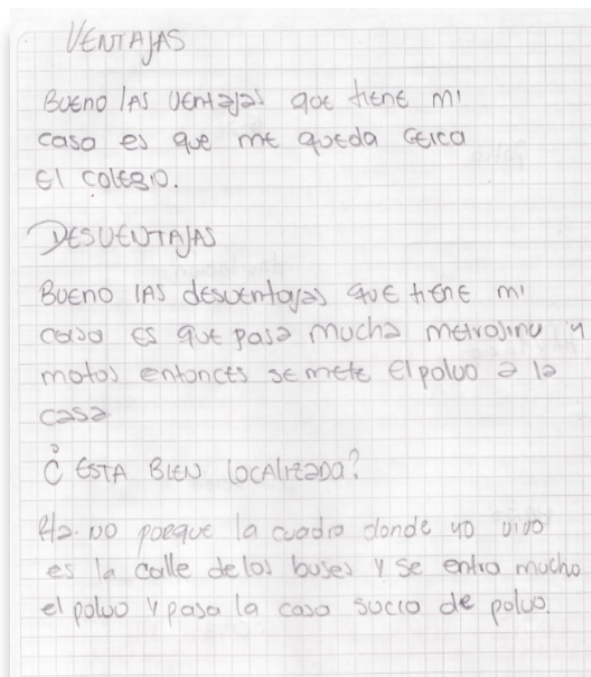 VENTAJAS
BUENO LAS VENTAJAS QUE tiene mi
casa es que me queda cerca
El colegio.
DESVENTAJAS
BUENO LAS desventajas que tiene mi
casa es que pasa mucha metrolinu y
motos entonces se mete el polvo a la
casa
¿ ESTA BIEN localizada?
Rta. No porque la cuadra donde yo vivo
es la calle de los buses y se entra mucho
el polvo y pasa la casa sucia de polvo.